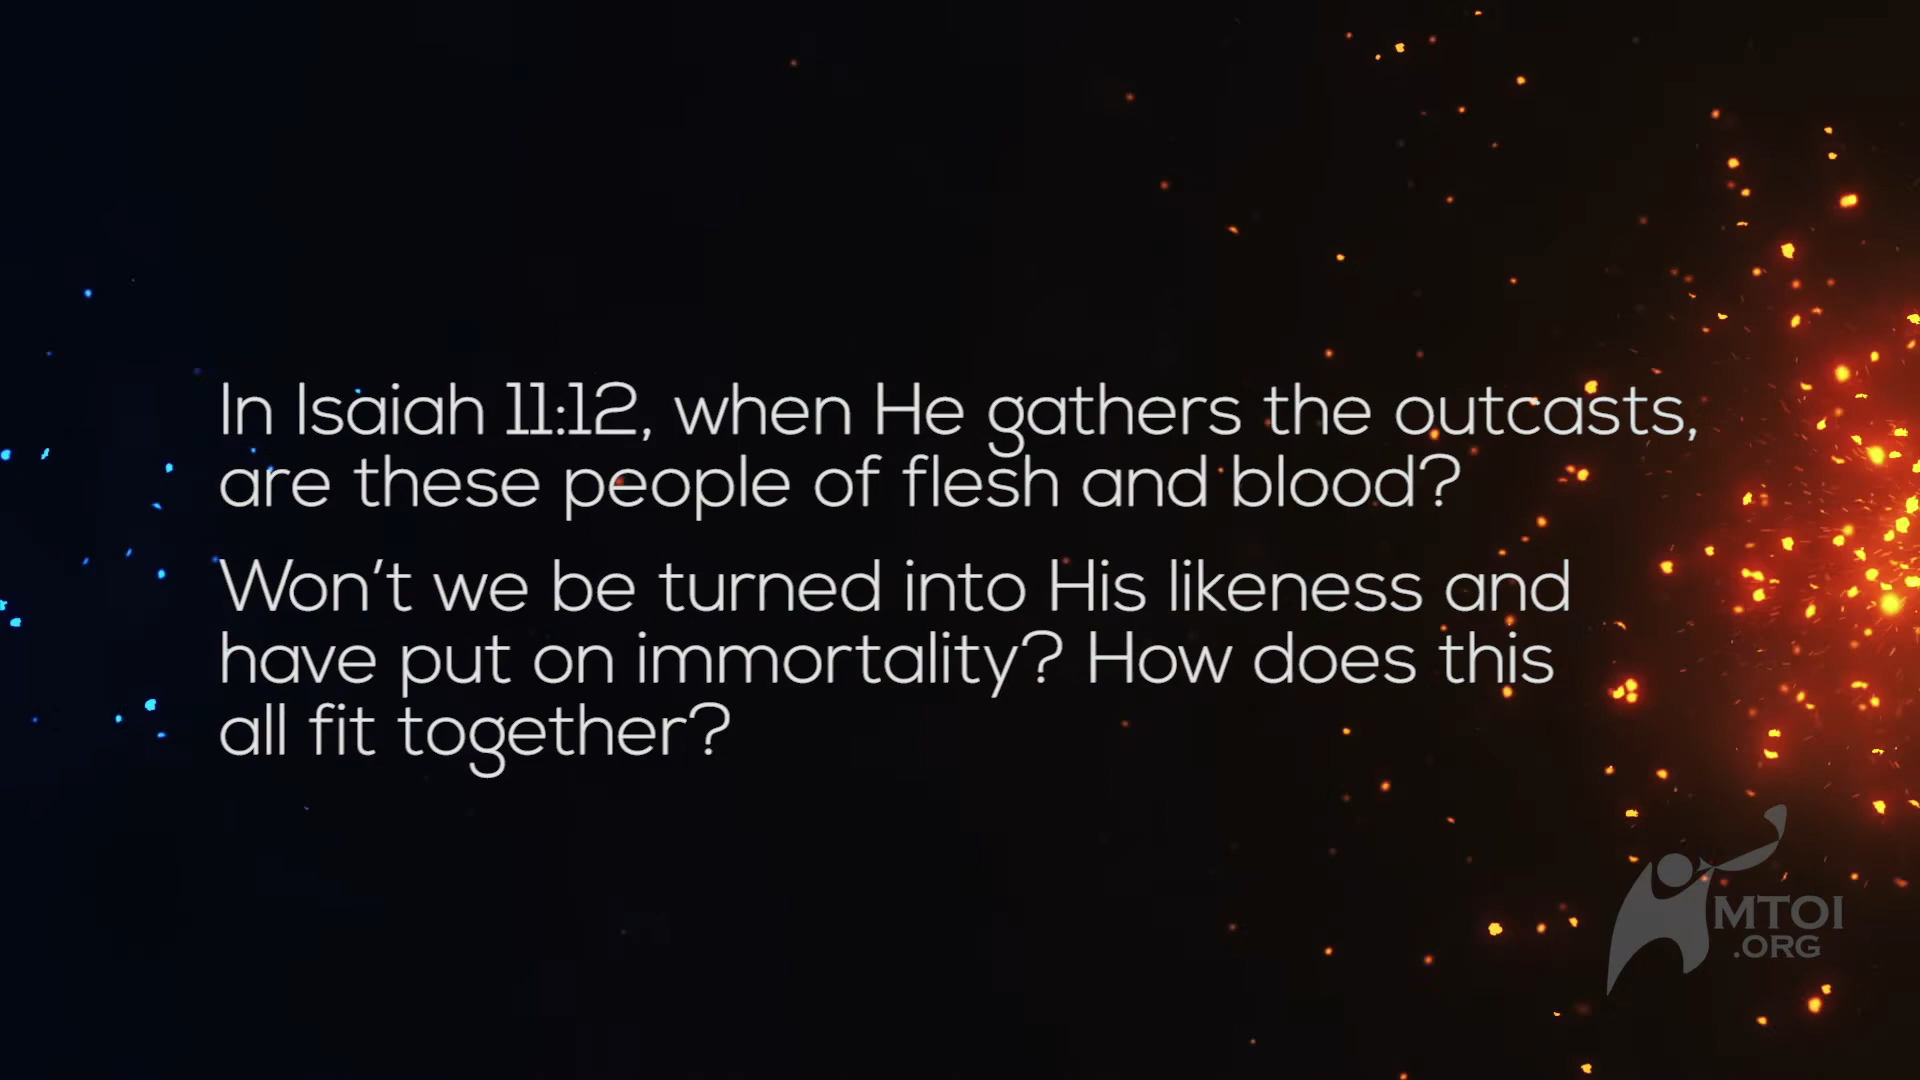 In Isaiah 11:12, when He gathers the outcasts,
are these people of flesh and blood?
Won't we be turned into His likeness and
have put on immortality? How does this
all fit together?
MTOI
.ORG